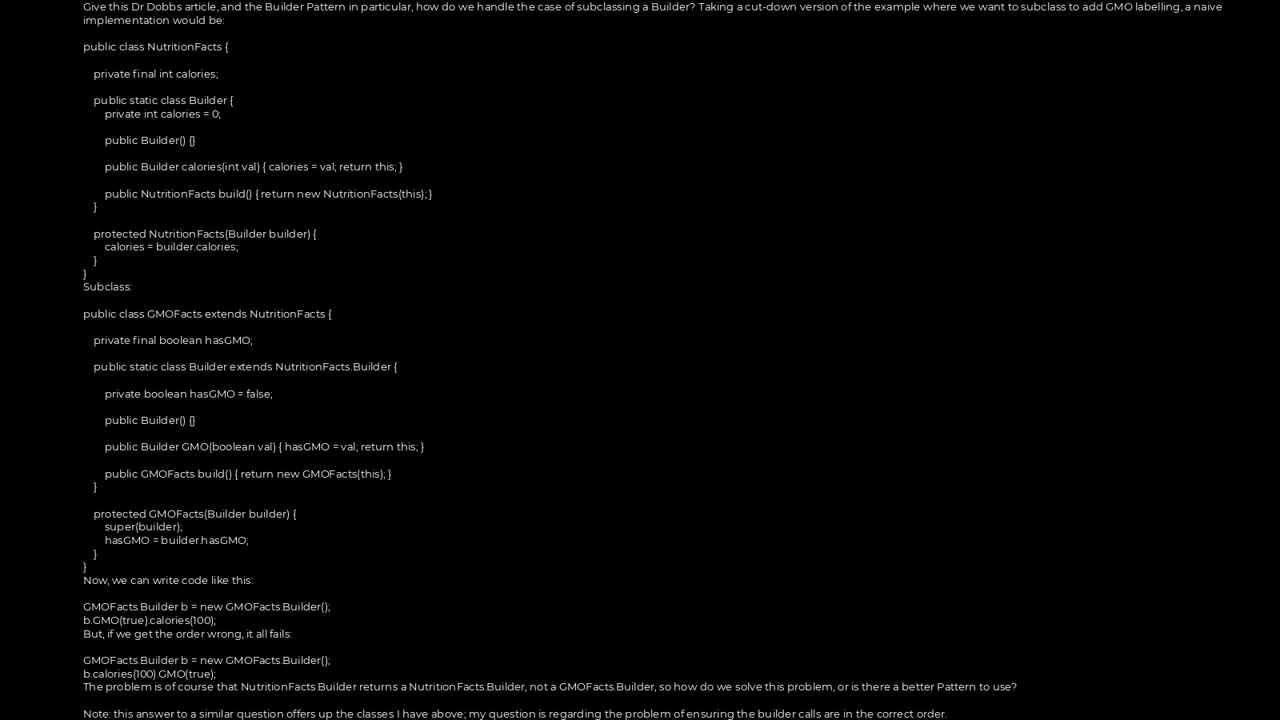 Give this Dr Dobbs article, and the Builder Pattern in particular, how do we handle the case of subclassing a Builder? Taking a cut-down version of the example where we want to subclass to add GMO labelling, a naive
implementation would be:
public class NutritionFacts {
private final int calories;
public static class Builder {
private int calories = 0;
public Builder() {}
public Builder calories(int val) { calories = val; return this; }
public NutritionFacts build() { return new NutritionFacts(this); }
}
protected NutritionFacts(Builder builder) {
calories = builder.calories;
}
}
Subclass:
public class GMOFacts extends NutritionFacts {
private final boolean hasGMO;
public static class Builder extends NutritionFacts.Builder {
private boolean hasGMO = false;
public Builder() {}
public Builder GMO(boolean val) { hasGMO = val; return this; }
public GMOFacts build() { return new GMOFacts(this); }
}
protected GMOFacts(Builder builder) {
super(builder);
hasGMO = builder.hasGMO;
}
}
Now, we can write code like this:
GMOFacts.Builder b = new GMOFacts.Builder();
b.GMO(true).calories(100);
But, if we get the order wrong, it all fails:
GMOFacts.Builder b = new GMOFacts.Builder();
b.calories(100).GMO(true);
The problem is of course that NutritionFacts.Builder returns a NutritionFacts.Builder, not a GMOFacts.Builder, so how do we solve this problem, or is there a better Pattern to use?
Note: this answer to a similar question offers up the classes I have above; my question is regarding the problem of ensuring the builder calls are in the correct order.